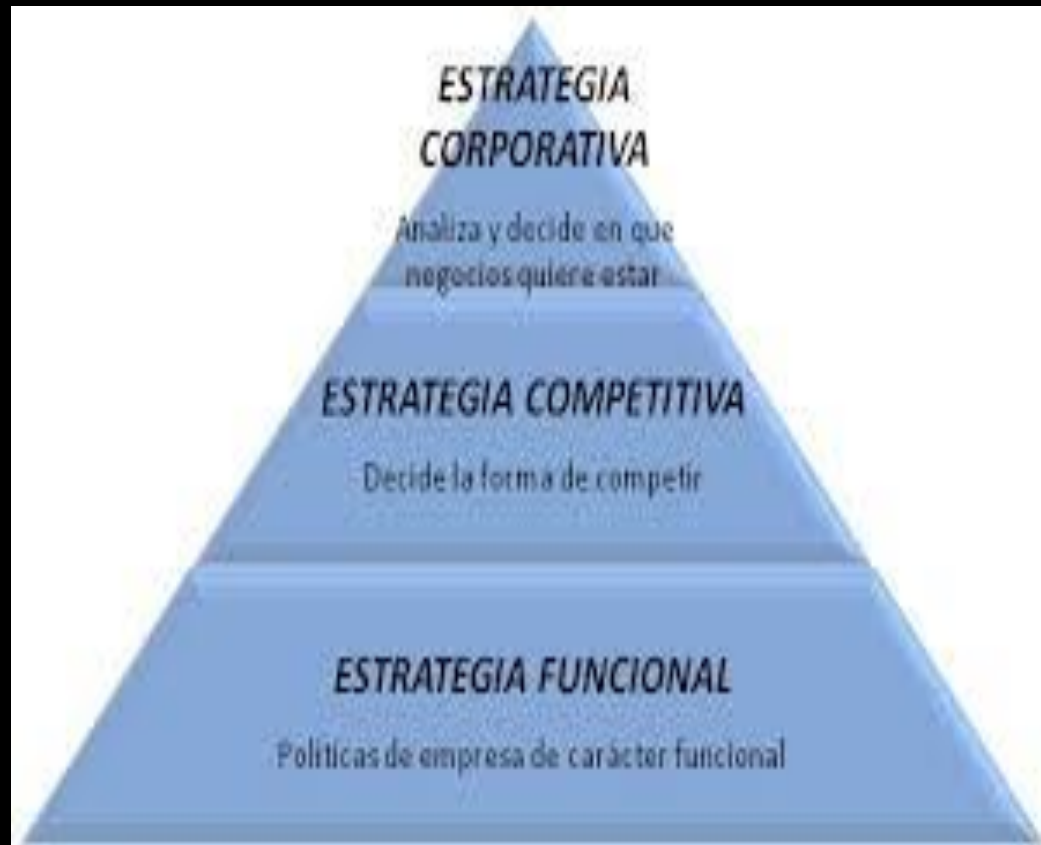 ESTRATEGIA
CORPORATIVA
Analiza y decide en que
negocios quiere estar
ESTRATEGIA COMPETITIVA
Decide la forma de competir
ESTRATEGIA FUNCIONAL
Políticas de empresa de carácter funcional